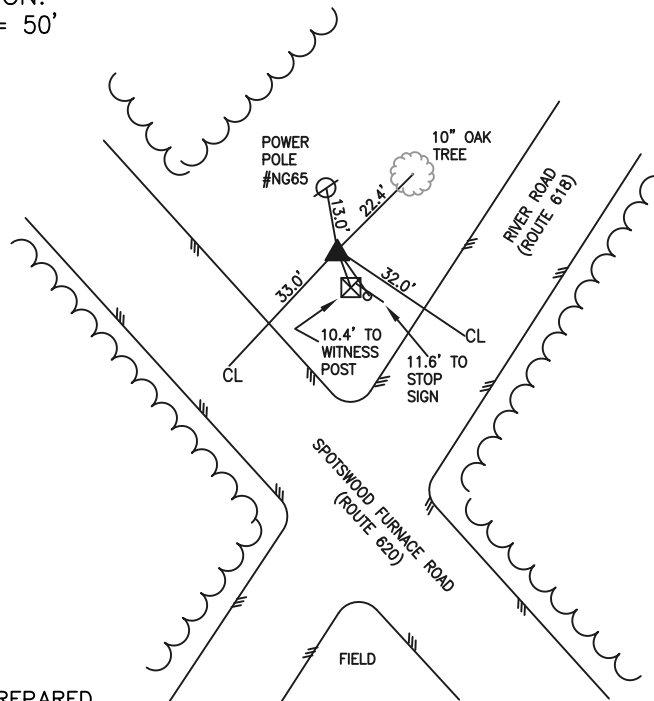 = 50'
POWER
POLE
#NG65
10" OAK
TREE
13.0'
22.4'
RIVER ROAD
(ROUTE 618)
33.0'
32.0'
CL
CL
10.4' TO
WITNESS
POST
11.6' TO
STOP
SIGN
SPOTSWOOD FURNACE ROAD
(ROUTE 620)
FIELD